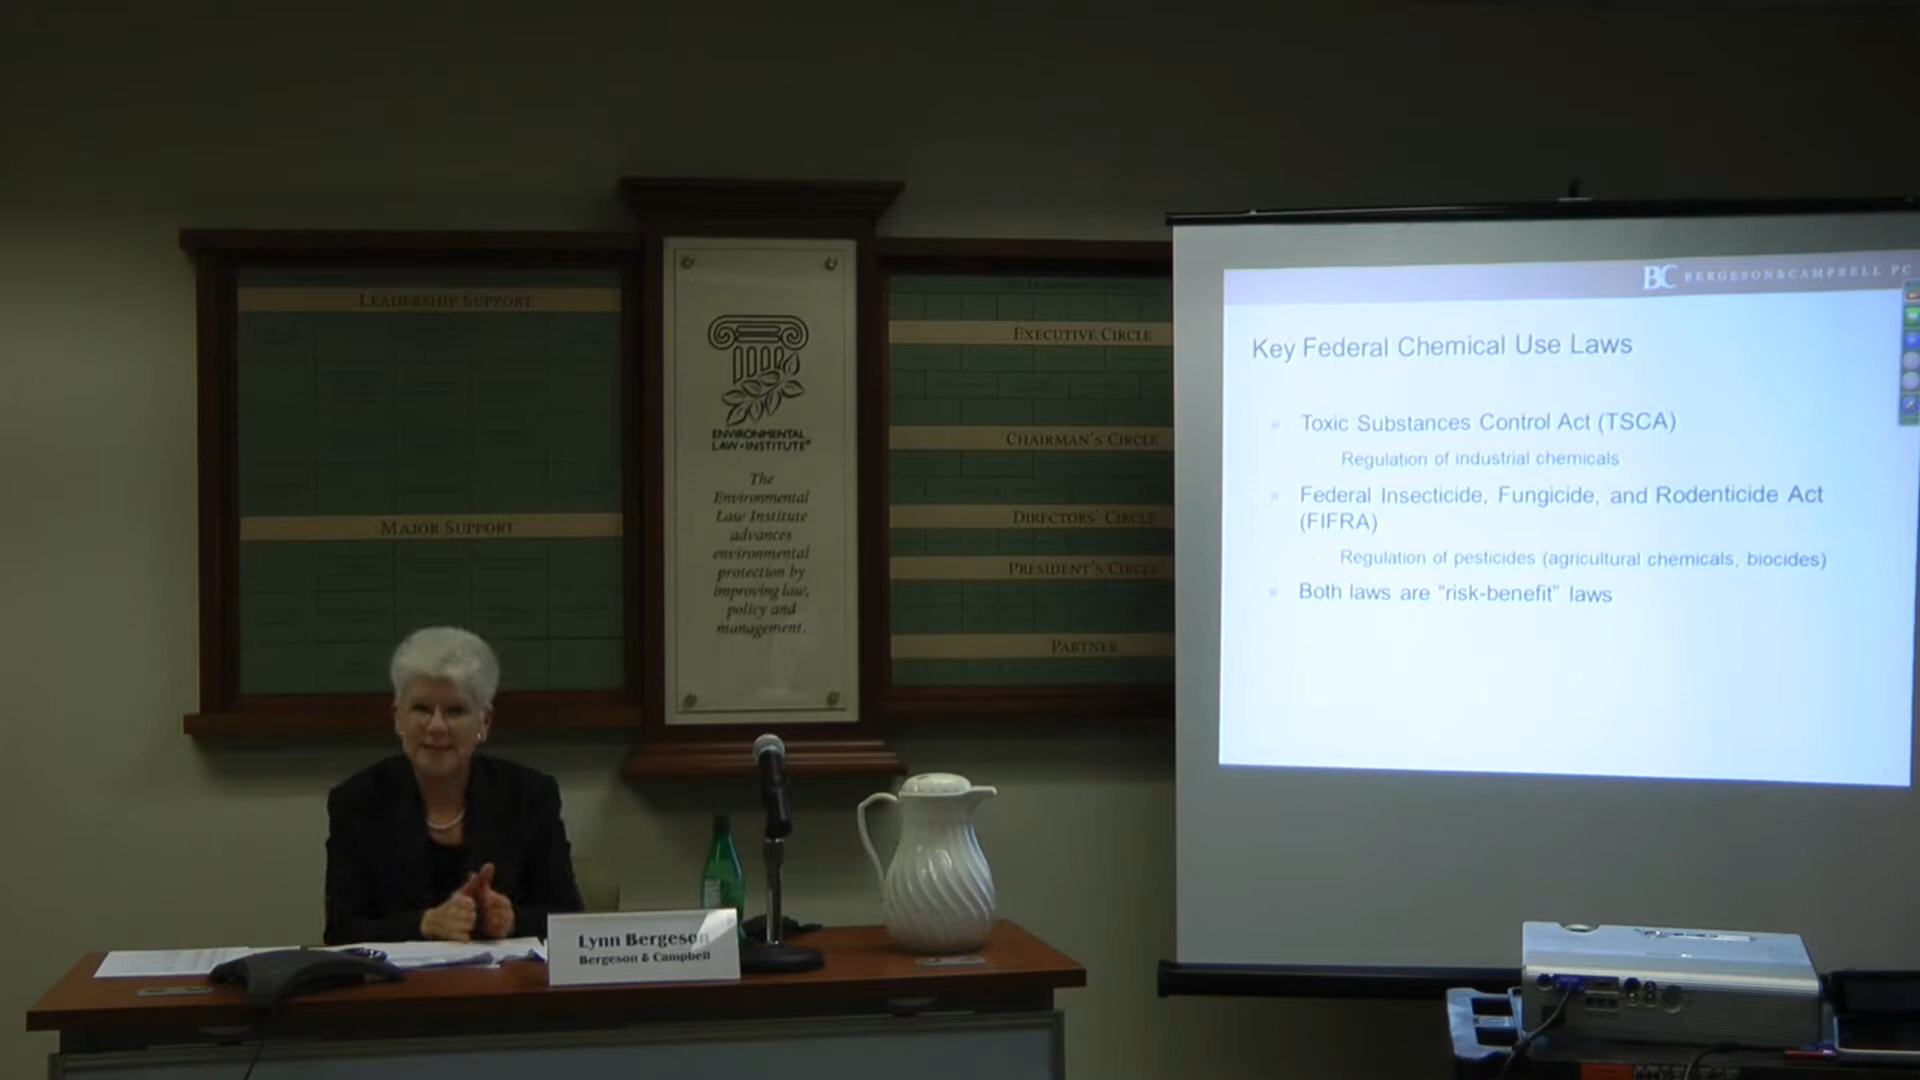 LEADERSHIP SUPPORT
MAJOR SUPPORT
ENVIRONMENTAL
LAW•INSTITUTE®
The
Environmental
Law Institute
advances
environmental
protection by
improving law,
policy and
management.
EXECUTIVE CIRCLE
CHAIRMAN'S CIRCLE
DIRECTORS' CIRCLE
PRESIDENT'S CIRCLE
PARTNER
BC BERGESON&CAMPBELL PC
Key Federal Chemical Use Laws
Toxic Substances Control Act (TSCA)
Regulation of industrial chemicals
Federal Insecticide, Fungicide, and Rodenticide Act
(FIFRA)
Regulation of pesticides (agricultural chemicals, biocides)
Both laws are “risk-benefit” laws
Lynn Bergeson
Bergeson & Campbell